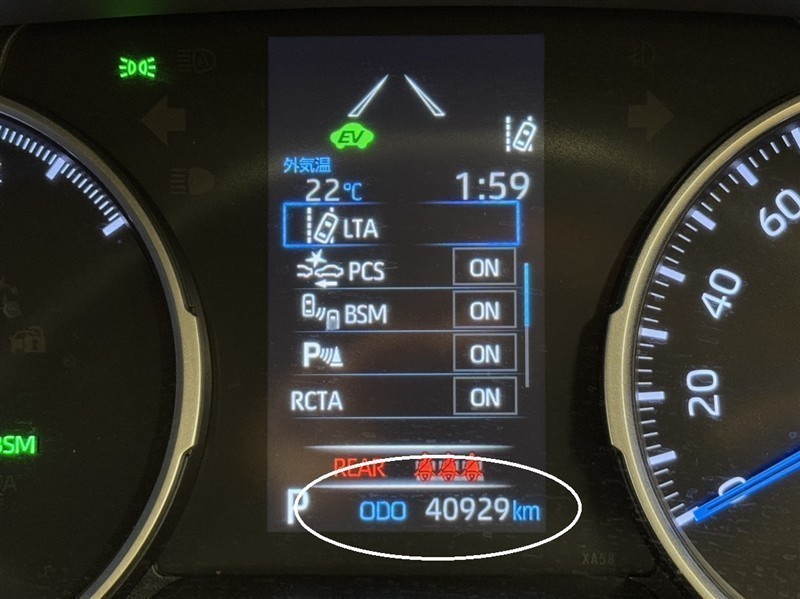 EV
外気温
22℃ 1:59
LTA
PCS ON
BSM ON
P ON
RCTA ON
REAR
P ODO 40929km
BSM
60
40
20
0
XA58